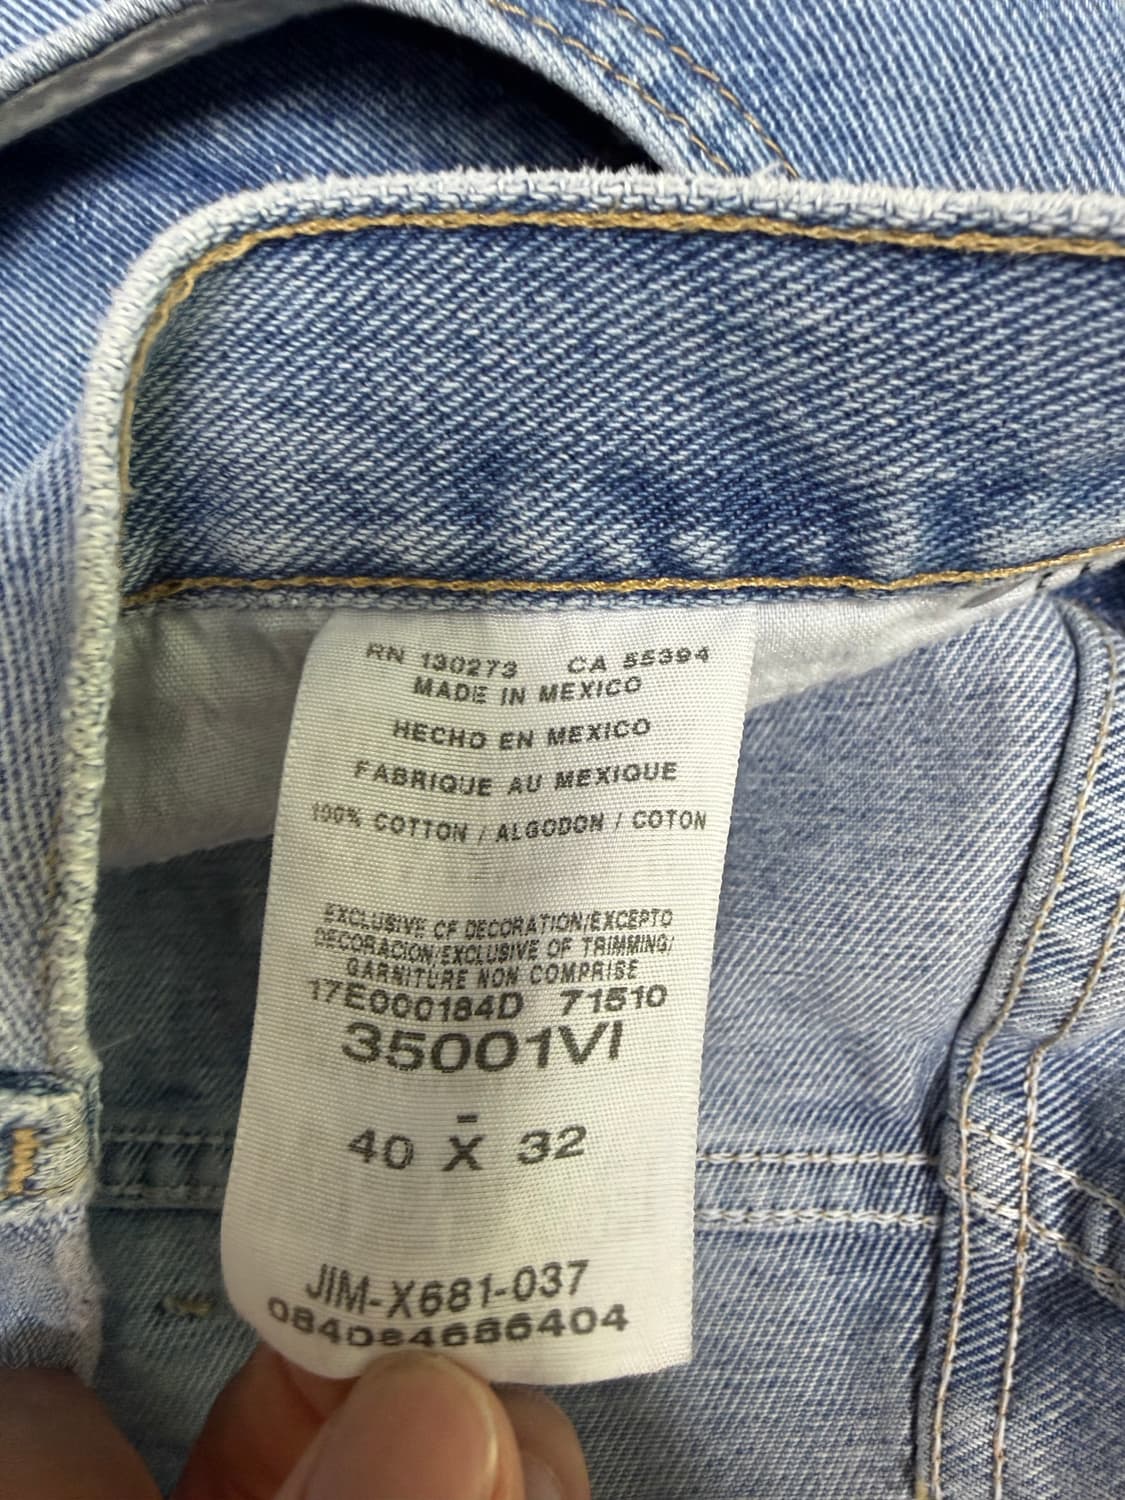 RN 130273 CA 55394
MADE IN MEXICO
HECHO EN MEXICO
FABRIQUE AU MEXIQUE
100% COTTON / ALGODON / COTON
EXCLUSIVE OF DECORATION/EXCEPTO
DECORACION/EXCLUSIVE OF TRIMMING/
GARNITURE NON COMPRISE
17E000184D 71510
35001VI
40 X 32
JIM-X681-037
084084686404